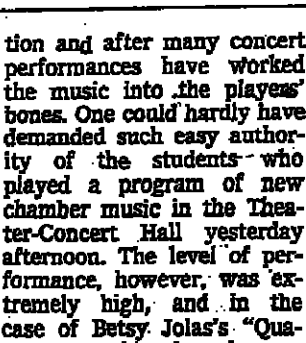 tion and after many concert
performances have worked
the music into the players'
bones. One could hardly have
demanded such easy author-
ity of the students who
played a program of new
chamber music in the Thea-
ter-Concert Hall yesterday
afternoon. The level of per-
formance, however, was ex-
tremely high, and in the
case of Betsy Jolas's “Qua-